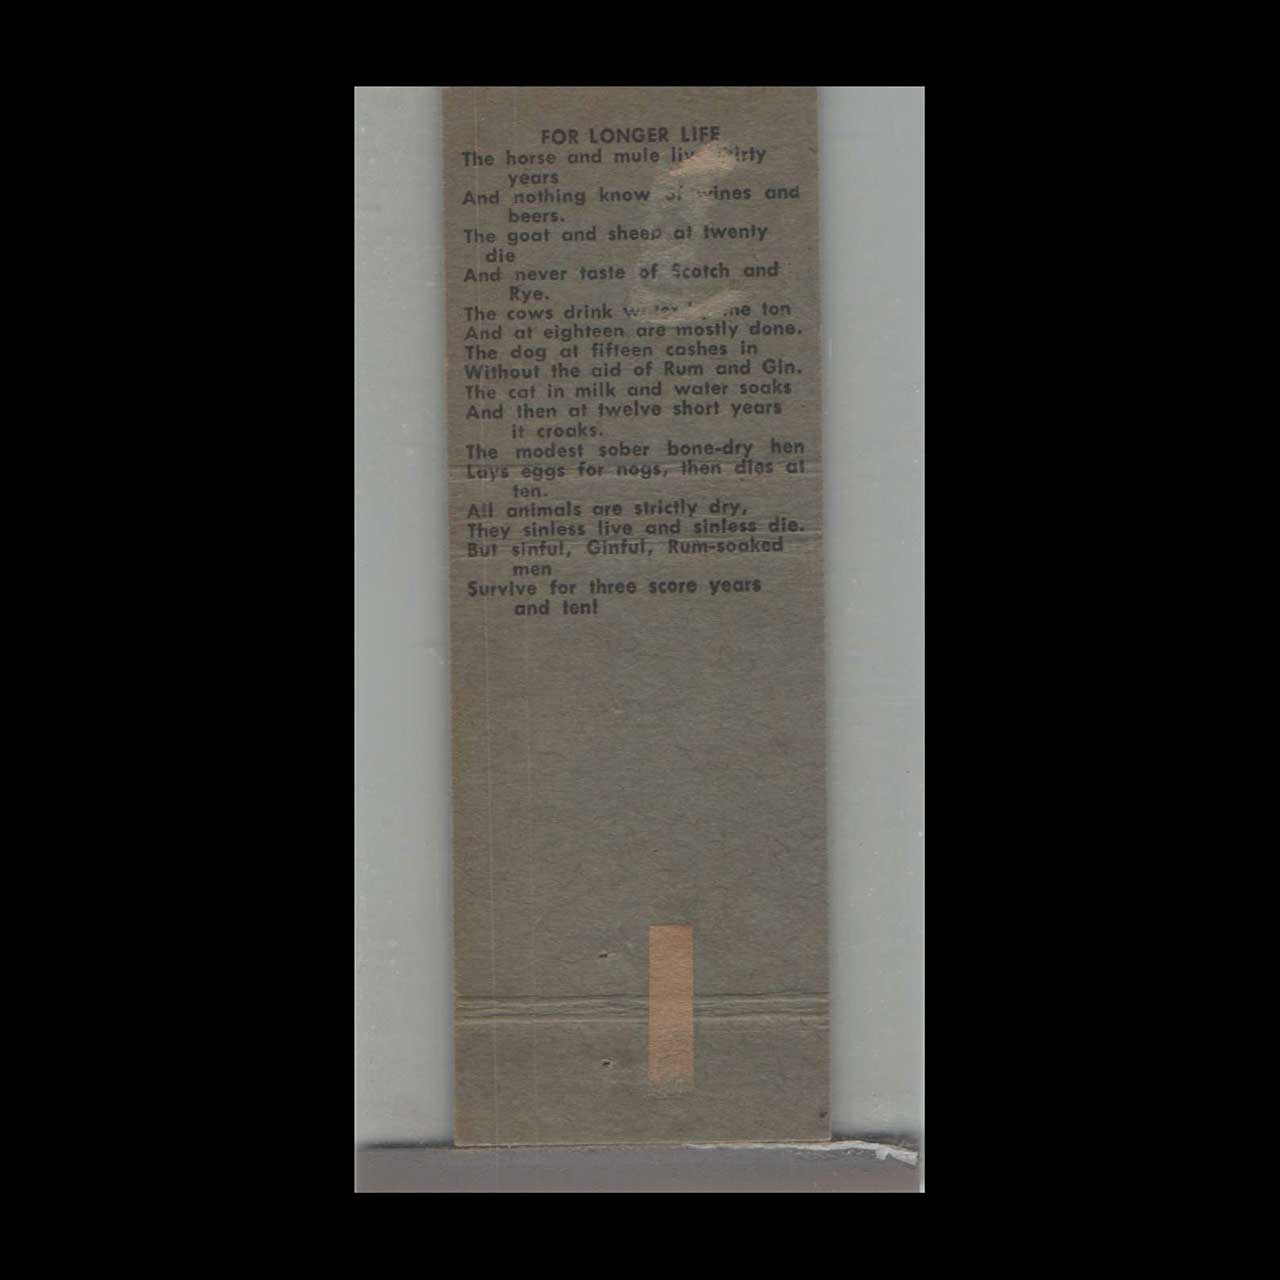 FOR LONGER LIFE
The horse and mule live thirty
years
And nothing know of wines and
beers.
The goat and sheep at twenty
die
And never taste of Scotch and
Rye.
The cows drink water by the ton
And at eighteen are mostly done.
The dog at fifteen cashes in
Without the aid of Rum and Gin.
The cat in milk and water soaks
And then at twelve short years
it croaks.
The modest sober bone-dry hen
Lays eggs for nogs, then dies at
ten.
All animals are strictly dry,
They sinless live and sinless die.
But sinful, Ginful, Rum-soaked
men
Survive for three score years
and ten!